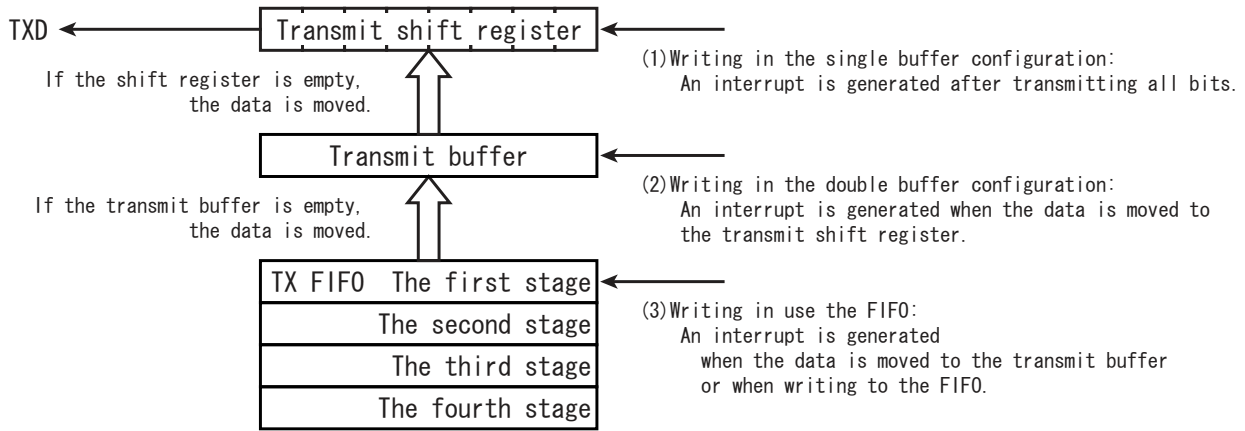 TXD
Transmit shift register
If the shift register is empty,
the data is moved.
(1)Writing in the single buffer configuration:
An interrupt is generated after transmitting all bits.
Transmit buffer
If the transmit buffer is empty,
the data is moved.
(2)Writing in the double buffer configuration:
An interrupt is generated when the data is moved to
the transmit shift register.
TX FIFO The first stage
The second stage
The third stage
The fourth stage
(3)Writing in use the FIFO:
An interrupt is generated
when the data is moved to the transmit buffer
or when writing to the FIFO.